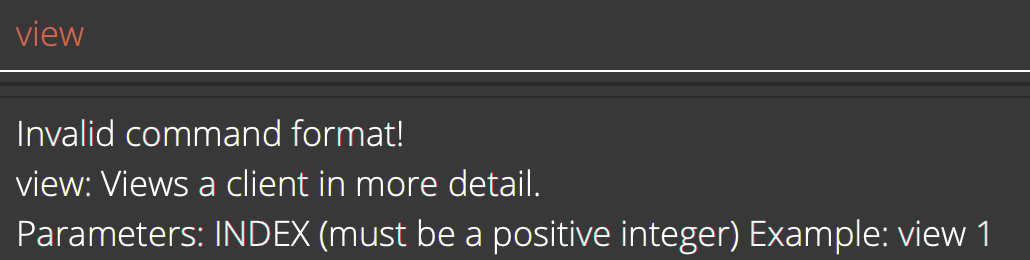 view
Invalid command format!
view: Views a client in more detail.
Parameters: INDEX (must be a positive integer) Example: view 1